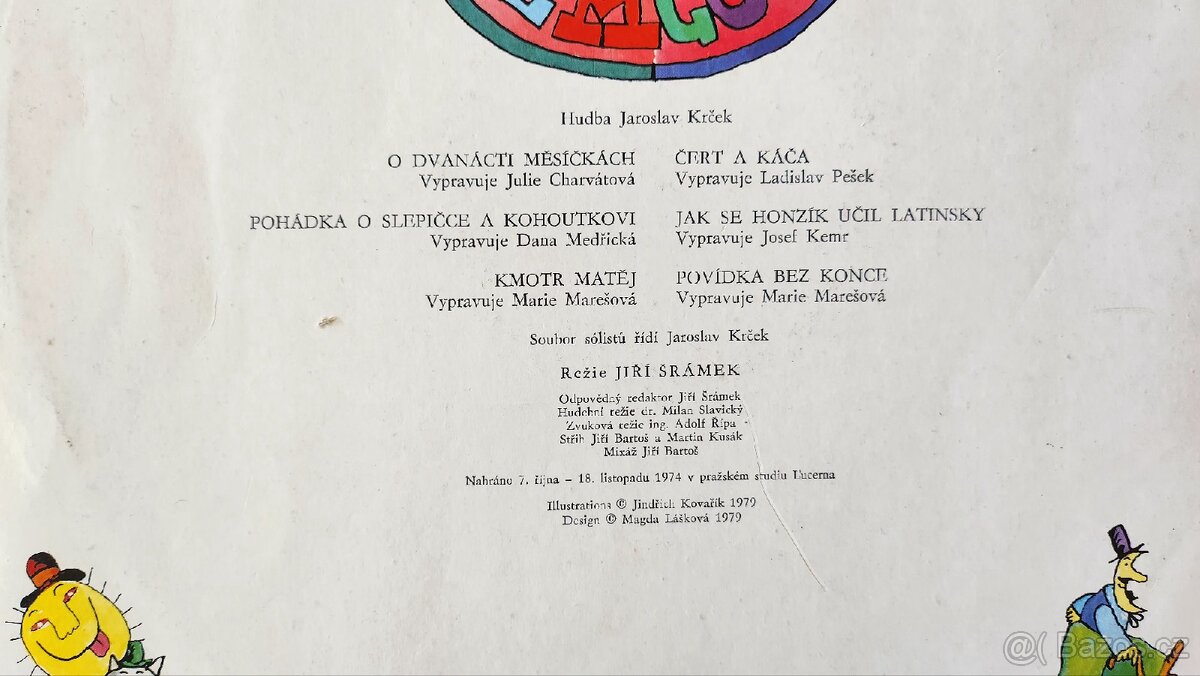 Hudba Jaroslav Krček
O DVANÁCTI MĚSÍČKÁCH
Vypravuje Julie Charvátová
POHÁDKA O SLEPIČCE A KOHOUTKOVI
Vypravuje Dana Medřická
KMOTR MATĚJ
Vypravuje Marie Marešová
ČERT A KÁČA
Vypravuje Ladislav Pešek
JAK SE HONZÍK UČIL LATINSKY
Vypravuje Josef Kemr
POVÍDKA BEZ KONCE
Vypravuje Marie Marešová
Soubor sólistů řídí Jaroslav Krček
Režie JIŘÍ ŠRÁMEK
Odpovědný redaktor Jiří Šrámek
Hudební režie dr. Milan Slavický
Zvuková režie ing. Adolf Řípa
Střih Jiří Bartoš a Martin Kusák
Mixáž Jiří Bartoš
Nahráno 7. října – 18. listopadu 1974 v pražském studiu Lucerna
Illustrations © Jindřich Kovařík 1979
Design © Magda Lášková 1979
@( Bazos.cz